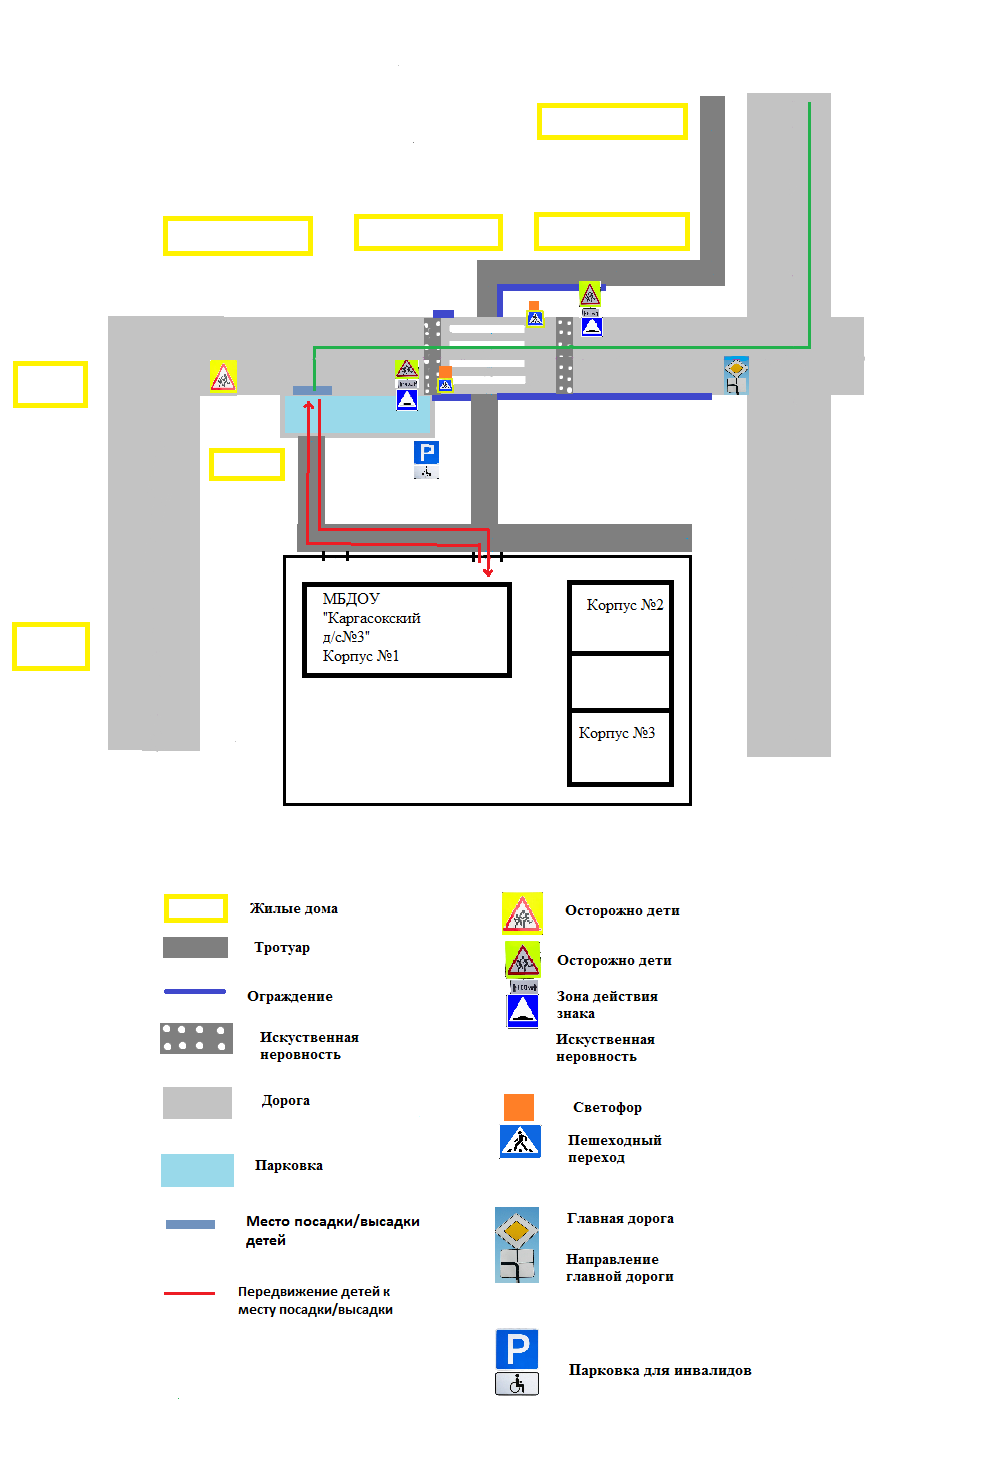 P
МБДОУ
"Каргасокский
д/с№3"
Корпус №1
Корпус №2
Корпус №3
Жилые дома
Тротуар
Ограждение
Искуственная
неровность
Дорога
Парковка
Место посадки/высадки
детей
Передвижение детей к
месту посадки/высадки
Осторожно дети
Осторожно дети
Зона действия
знака
Искуственная
неровность
Светофор
Пешеходный
переход
Главная дорога
Направление
главной дороги
P
Парковка для инвалидов